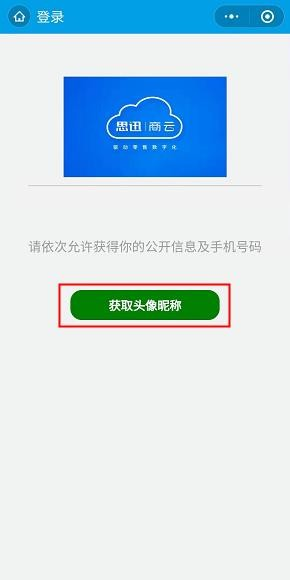 登录
思迅|商云
驱动零售数字化
请依次允许获得你的公开信息及手机号码
获取头像昵称